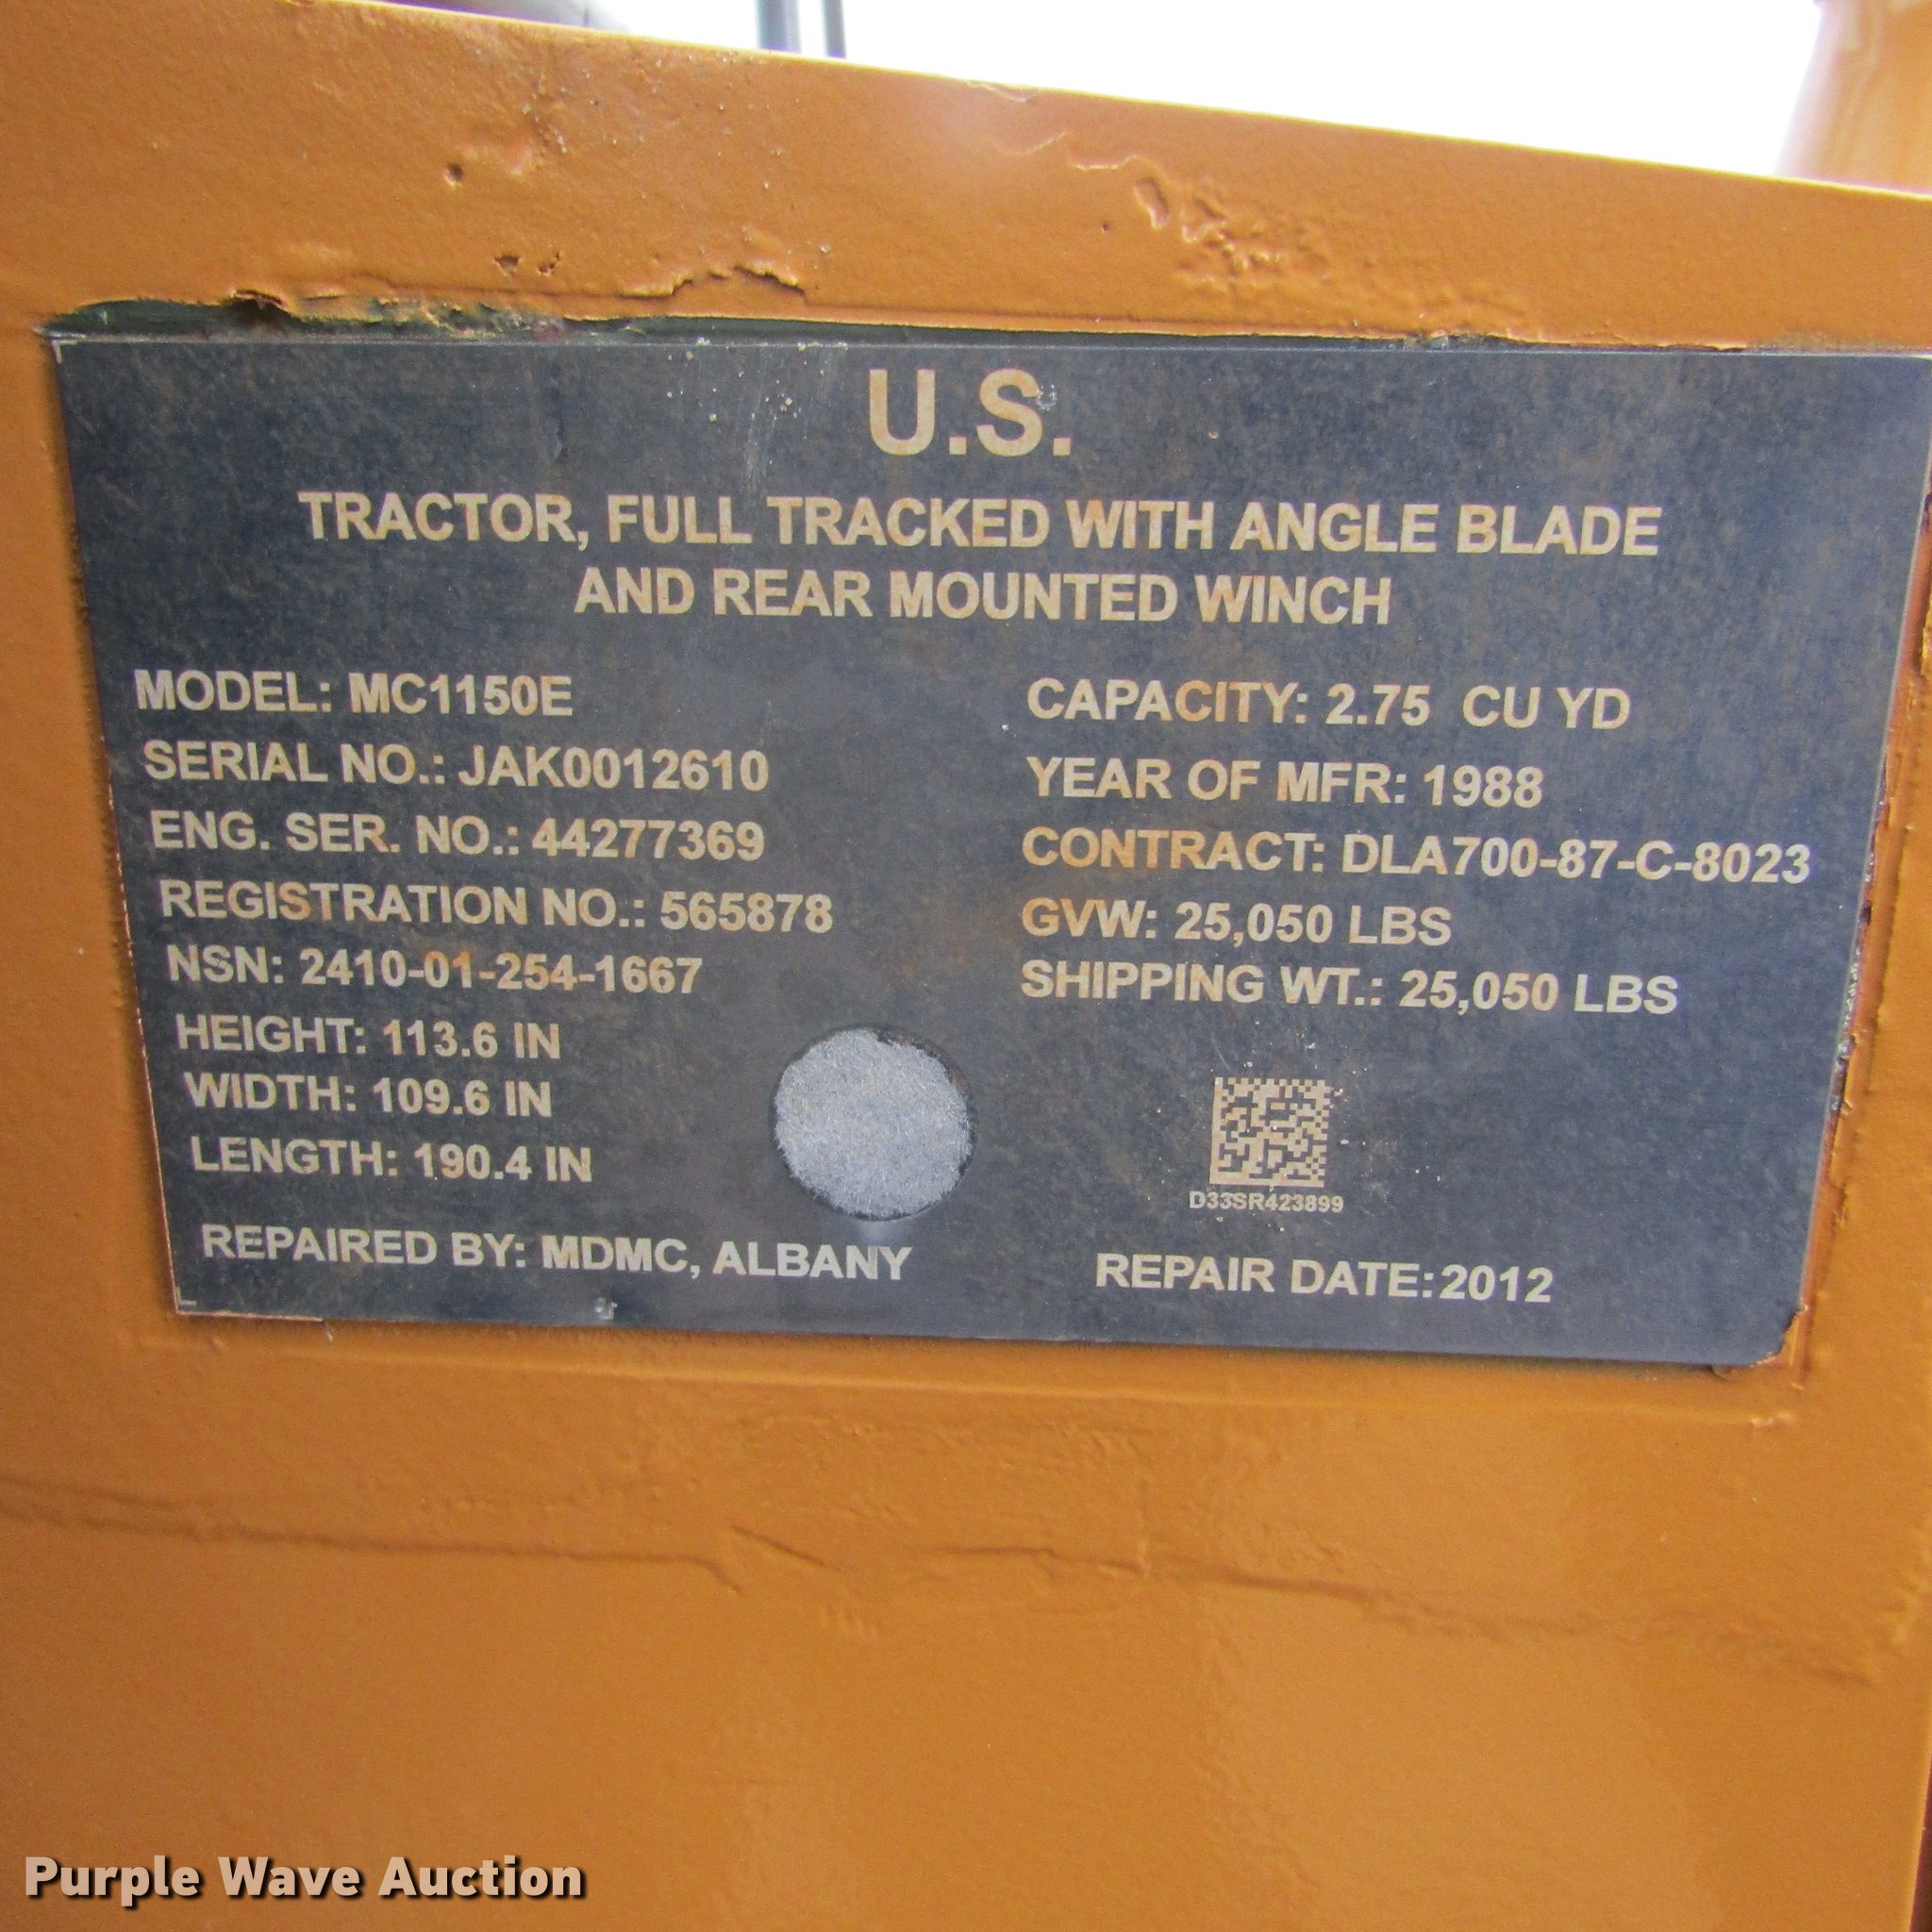 U.S.
TRACTOR, FULL TRACKED WITH ANGLE BLADE
AND REAR MOUNTED WINCH
MODEL: MC1150E
SERIAL NO.: JAK0012610
ENG. SER. NO.: 44277369
REGISTRATION NO.: 565878
NSN: 2410-01-254-1667
HEIGHT: 113.6 IN
WIDTH: 109.6 IN
LENGTH: 190.4 IN
CAPACITY: 2.75 CU YD
YEAR OF MFR: 1988
CONTRACT: DLA700-87-C-8023
GVW: 25,050 LBS
SHIPPING WT.: 25,050 LBS
D33SR423899
REPAIRED BY: MDMC, ALBANY
REPAIR DATE:2012
Purple Wave Auction